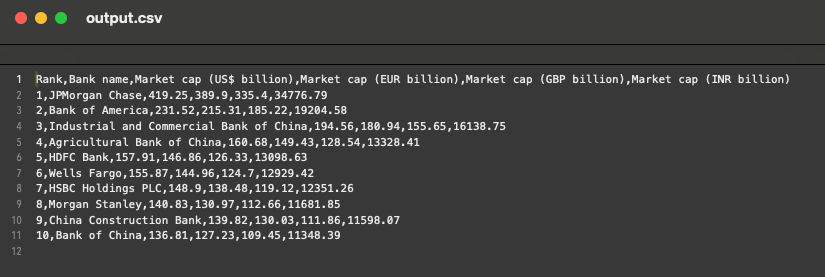 output.csv
1 Rank,Bank name,Market cap (US$ billion),Market cap (EUR billion),Market cap (GBP billion),Market cap (INR billion)
2 1,JPMorgan Chase,419.25,389.9,335.4,34776.79
3 2,Bank of America,231.52,215.31,185.22,19204.58
4 3,Industrial and Commercial Bank of China,194.56,180.94,155.65,16138.75
5 4,Agricultural Bank of China,160.68,149.43,128.54,13328.41
6 5,HDFC Bank,157.91,146.86,126.33,13098.63
7 6,Wells Fargo,155.87,144.96,124.7,12929.42
8 7,HSBC Holdings PLC,148.9,138.48,119.12,12351.26
9 8,Morgan Stanley,140.83,130.97,112.66,11681.85
10 9,China Construction Bank,139.82,130.03,111.86,11598.07
11 10,Bank of China,136.81,127.23,109.45,11348.39
12